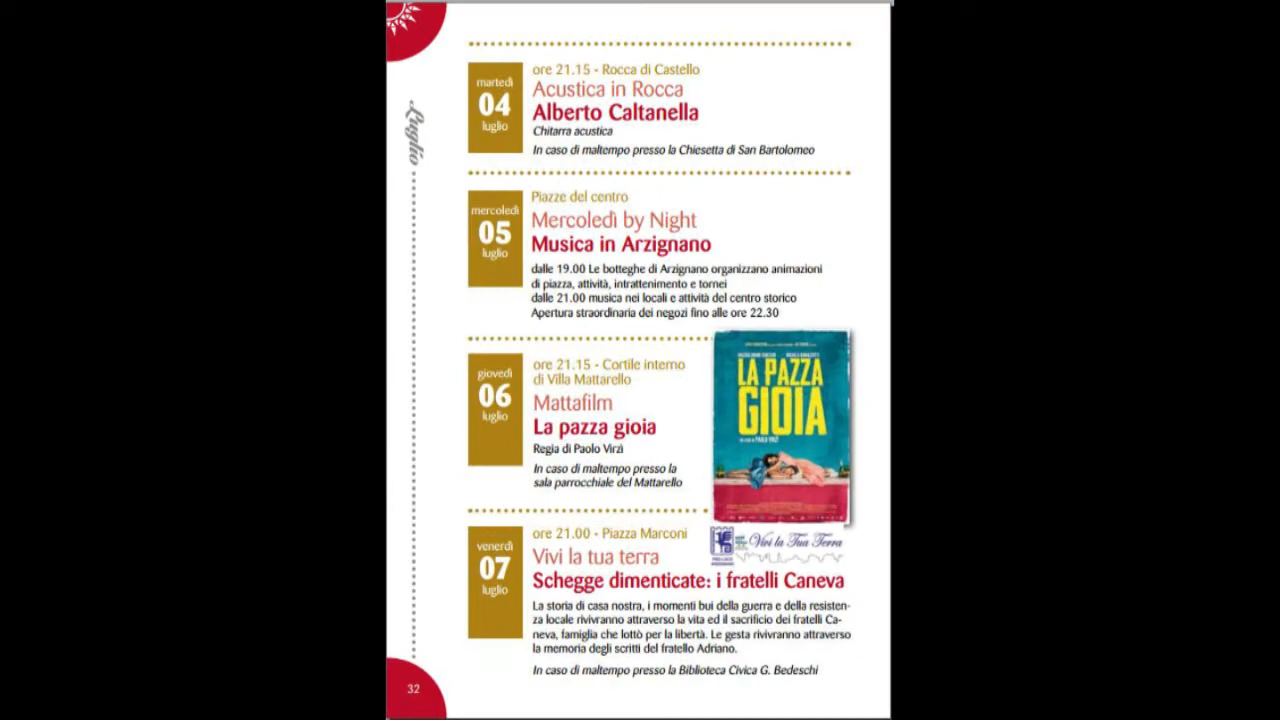 Luglio
martedì
04
luglio
ore 21.15 - Rocca di Castello
Acustica in Rocca
Alberto Caltanella
Chitarra acustica
In caso di maltempo presso la Chiesetta di San Bartolomeo
mercoledì
05
luglio
Piazze del centro
Mercoledì by Night
Musica in Arzignano
dalle 19.00 Le botteghe di Arzignano organizzano animazioni
di piazza, attività, intrattenimento e tornei
dalle 21.00 musica nei locali e attività del centro storico
Apertura straordinaria dei negozi fino alle ore 22.30
giovedì
06
luglio
ore 21.15 - Cortile interno
di Villa Mattarello
Mattafilm
La pazza gioia
Regia di Paolo Virzì
In caso di maltempo presso la
sala parrocchiale del Mattarello
LA PAZZA
GIOIA
venerdì
07
luglio
ore 21.00 - Piazza Marconi
Vivi la Tua Terra
Vivi la tua terra
Schegge dimenticate: i fratelli Caneva
La storia di casa nostra, i momenti bui della guerra e della resisten-
za locale rivivranno attraverso la vita ed il sacrificio dei fratelli Ca-
neva, famiglia che lottò per la libertà. Le gesta rivivranno attraverso
la memoria degli scritti del fratello Adriano.
In caso di maltempo presso la Biblioteca Civica G. Bedeschi
32